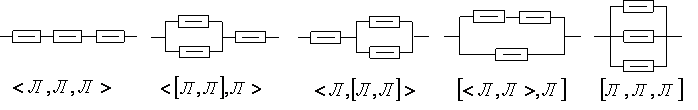 < Л , Л , Л >
< [ Л , Л ] , Л >
< Л , [ Л , Л ] >
[ < Л , Л > , Л ]
[ Л , Л , Л ]